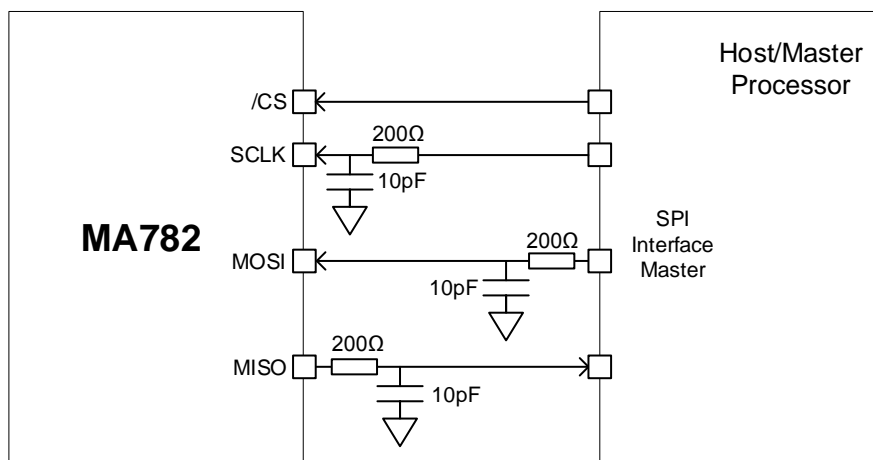 Host/Master
Processor
/CS
200Ω
SCLK
10pF
MA782
SPI
Interface
Master
200Ω
MOSI
10pF
200Ω
MISO
10pF